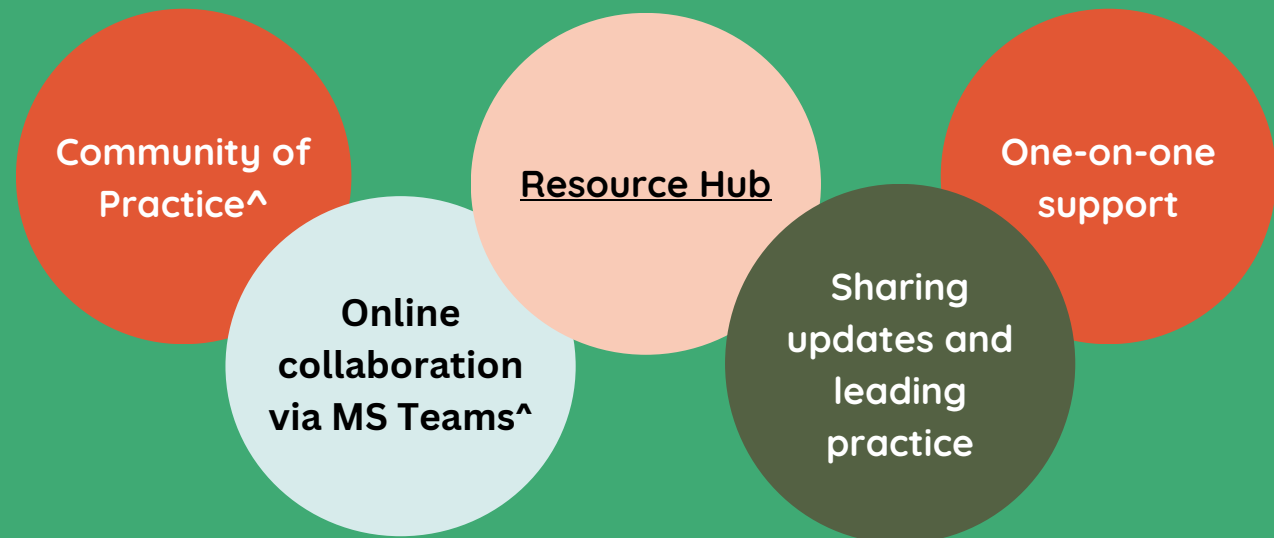 Community of
Practice^
Online
collaboration
via MS Teams^
Resource Hub
Sharing
updates and
leading
practice
One-on-one
support